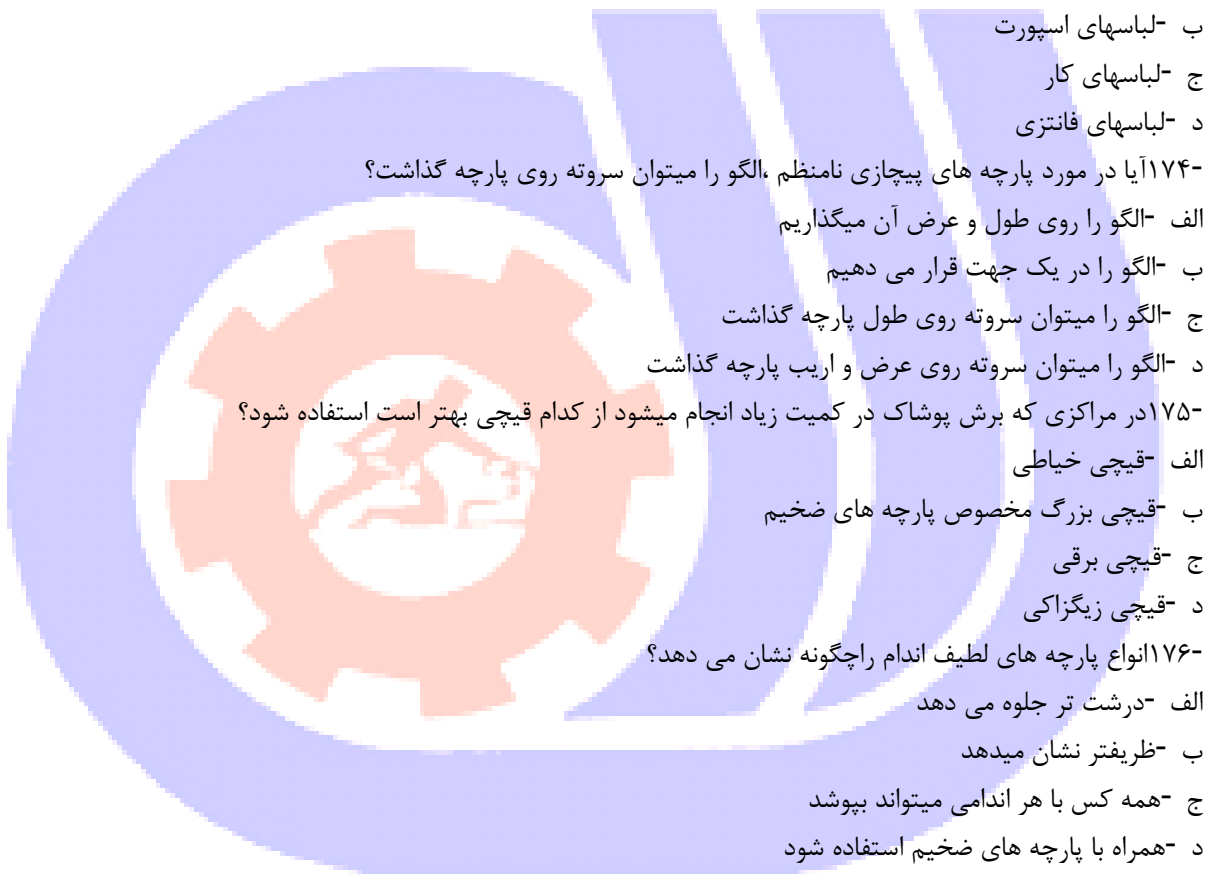 ب -لباسهای اسپورت
ج -لباسهای کار
د -لباسهای فانتزی
-۱۷۴آیا در مورد پارچه های پیچازی نامنظم ،الگو را میتوان سروته روی پارچه گذاشت؟
الف -الگو را روی طول و عرض آن میگذاریم
ب -الگو را در یک جهت قرار می دهیم
ج -الگو را میتوان سروته روی طول پارچه گذاشت
د -الگو را میتوان سروته روی عرض و اریب پارچه گذاشت
-۱۷۵در مراکزی که برش پوشاک در کمیت زیاد انجام میشود از کدام قیچی بهتر است استفاده شود؟
الف -قیچی خیاطی
ب -قیچی بزرگ مخصوص پارچه های ضخیم
ج -قیچی برقی
د -قیچی زیگزاکی
-۱۷۶انواع پارچه های لطیف اندام راچگونه نشان می دهد؟
الف -درشت تر جلوه می دهد
ب -ظریفتر نشان میدهد
ج -همه کس با هر اندامی میتواند بپوشد
د -همراه با پارچه های ضخیم استفاده شود